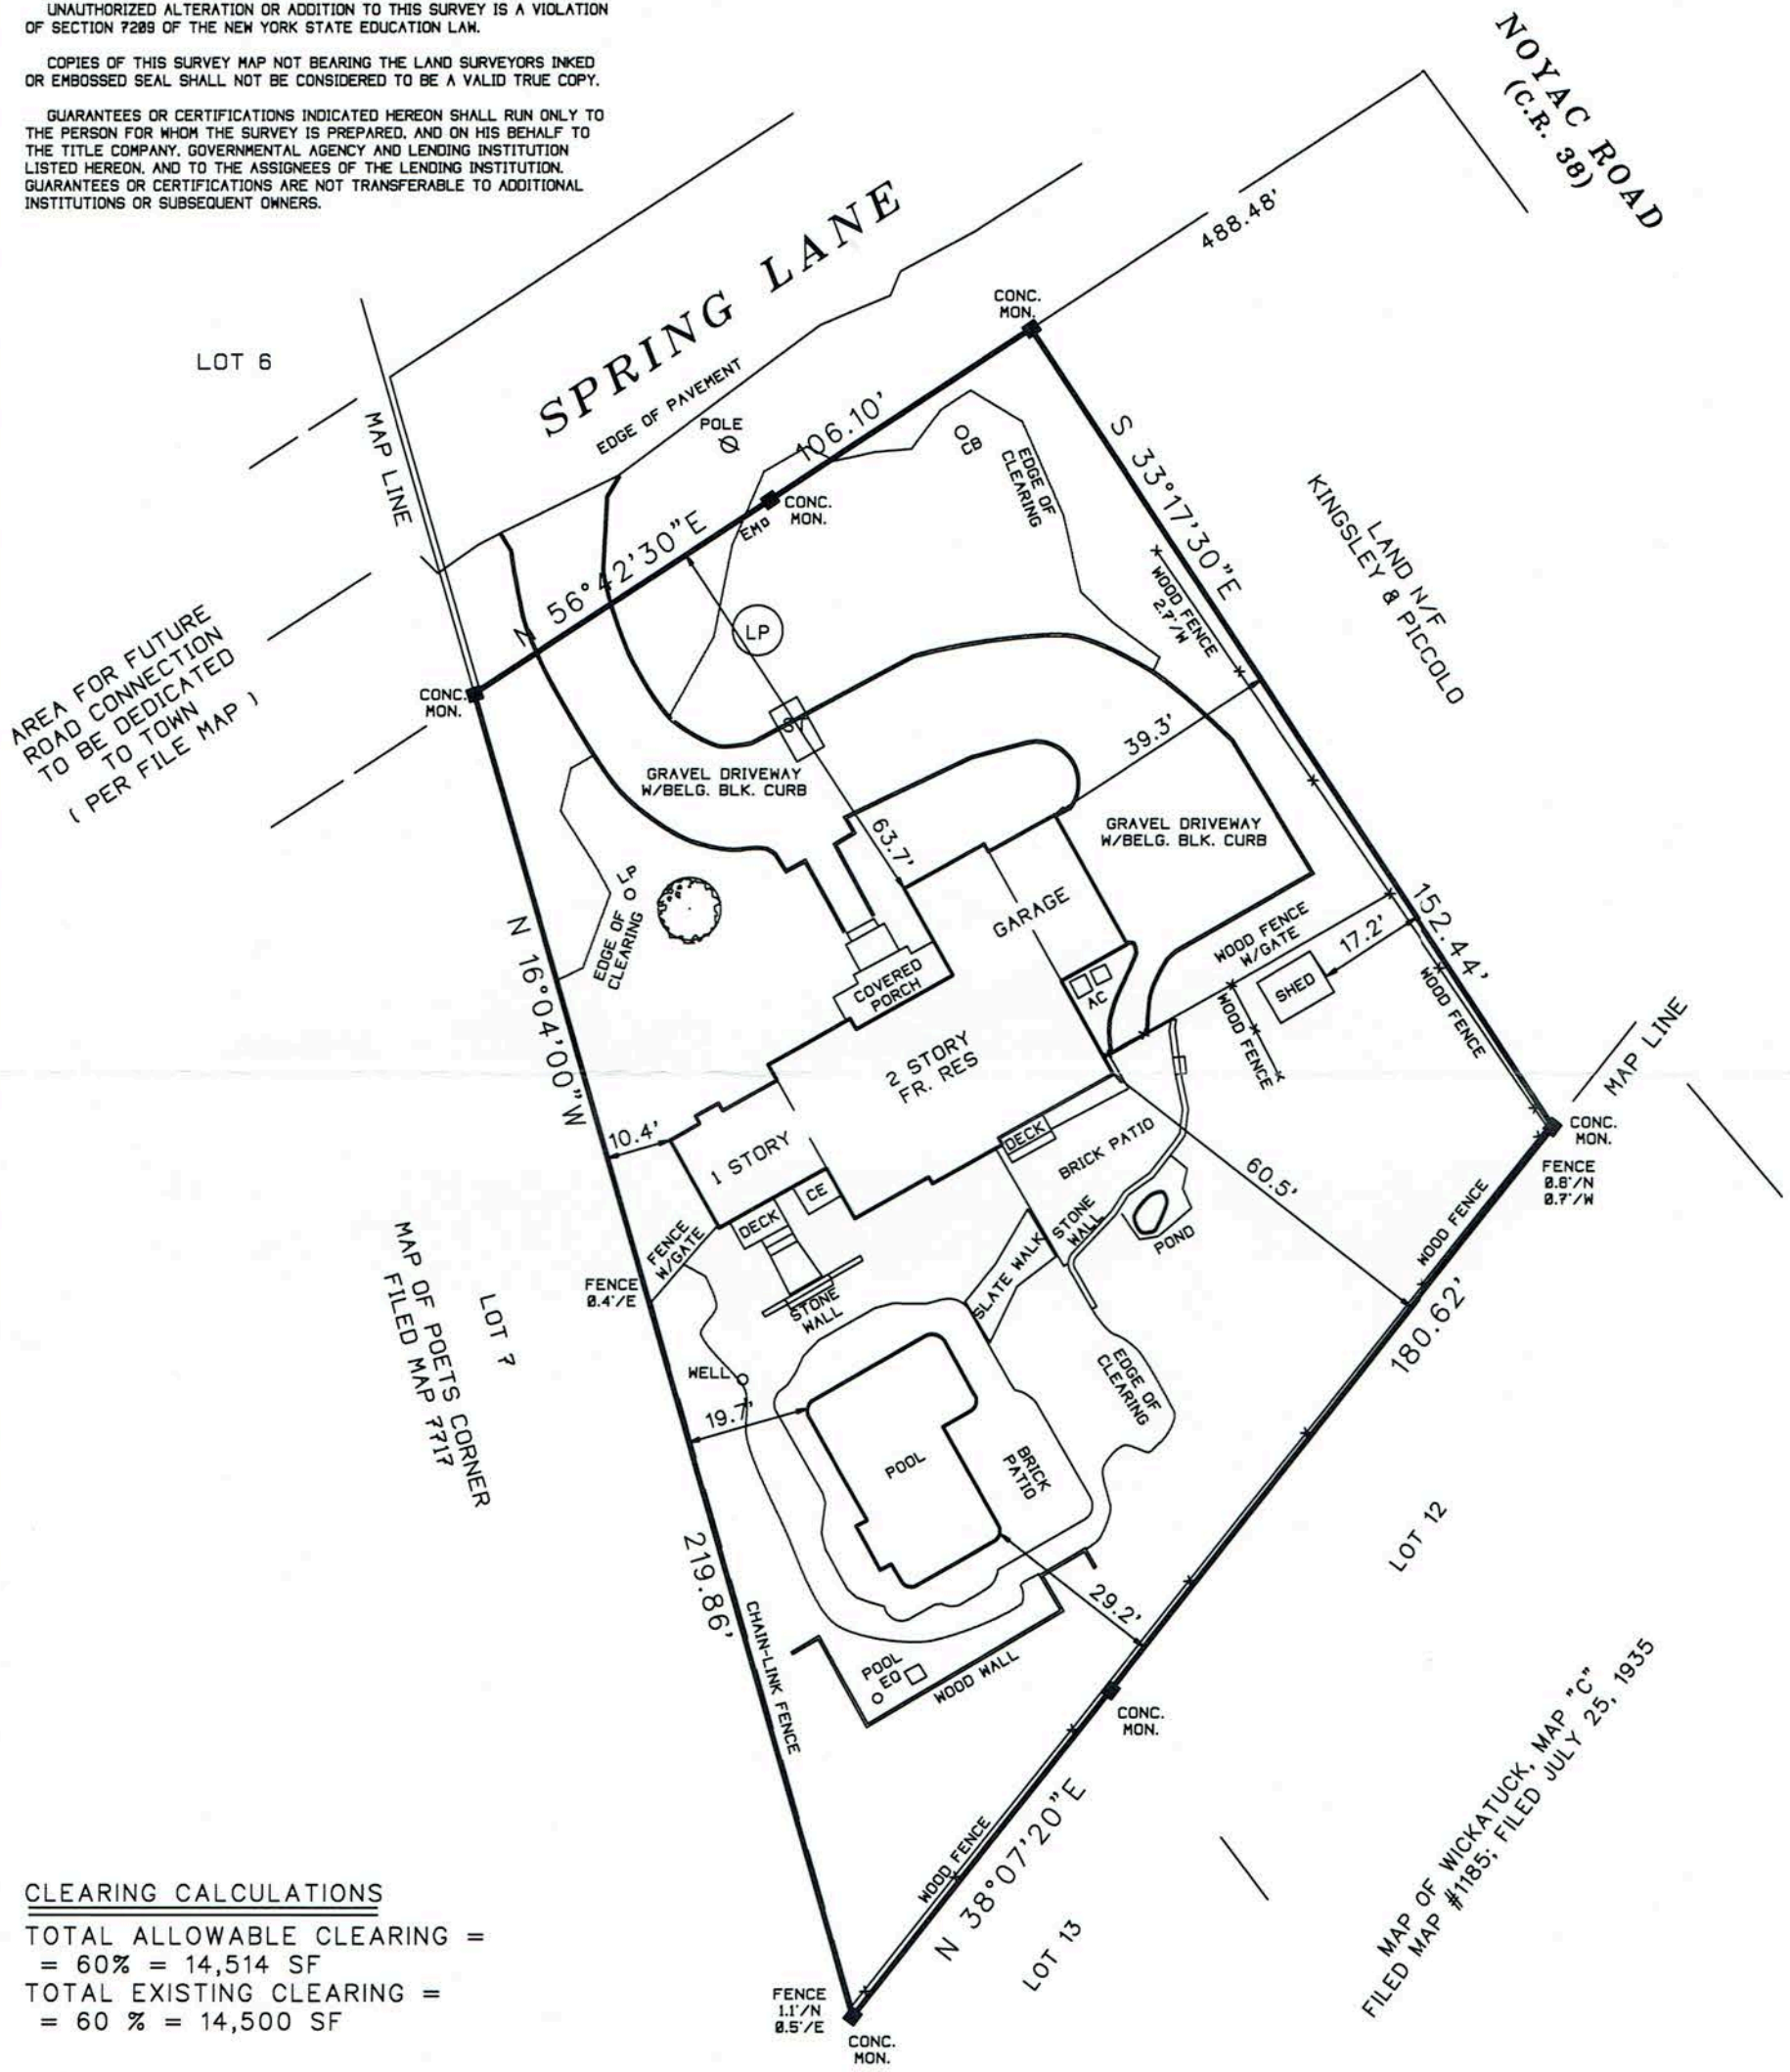 UNAUTHORIZED ALTERATION OR ADDITION TO THIS SURVEY IS A VIOLATION
OF SECTION 7209 OF THE NEW YORK STATE EDUCATION LAW.
COPIES OF THIS SURVEY MAP NOT BEARING THE LAND SURVEYORS INKED
OR EMBOSSED SEAL SHALL NOT BE CONSIDERED TO BE A VALID TRUE COPY.
GUARANTEES OR CERTIFICATIONS INDICATED HEREON SHALL RUN ONLY TO
THE PERSON FOR WHOM THE SURVEY IS PREPARED, AND ON HIS BEHALF TO
THE TITLE COMPANY, GOVERNMENTAL AGENCY AND LENDING INSTITUTION
LISTED HEREON, AND TO THE ASSIGNEES OF THE LENDING INSTITUTION.
GUARANTEES OR CERTIFICATIONS ARE NOT TRANSFERABLE TO ADDITIONAL
INSTITUTIONS OR SUBSEQUENT OWNERS.
NOYAC ROAD
(C.R. 38)
488.48'
SPRING LANE
CONC.
MON.
LOT 6
MAP LINE
EDGE OF PAVEMENT
POLE
106.10'
CB
EDGE OF
CLEARING
S 33°17'30"E
CONC.
MON.
EMD
N 56°42'30"E
LAND N/F
KINGSLEY & PICCOLO
WOOD FENCE
2.7'/W
LP
AREA FOR FUTURE
ROAD CONNECTION
TO BE DEDICATED
TO TOWN
( PER FILE MAP )
CONC.
MON.
SV
39.3'
GRAVEL DRIVEWAY
W/BELG. BLK. CURB
63.7'
GRAVEL DRIVEWAY
W/BELG. BLK. CURB
LP
EDGE OF
CLEARING
GARAGE
152.44'
WOOD FENCE
W/GATE
17.2'
N 16°04'00"W
COVERED
PORCH
AC
SHED
WOOD FENCE
WOOD FENCE
2 STORY
FR. RES
MAP LINE
10.4'
1 STORY
DECK
BRICK PATIO
CONC.
MON.
FENCE
0.8'/N
0.7'/W
60.5'
CE
DECK
STONE
WALL
POND
WOOD FENCE
FENCE
W/GATE
SLATE WALK
FENCE
0.4'/E
STONE
WALL
180.62'
LOT 7
MAP OF POETS CORNER
FILED MAP 7717
WELL
19.7'
EDGE OF
CLEARING
POOL
BRICK
PATIO
LOT 12
219.86'
29.2'
CHAIN-LINK FENCE
POOL
EQ
WOOD WALL
CONC.
MON.
MAP OF WICKATUCK, MAP "C"
FILED MAP #1185; FILED JULY 25, 1935
WOOD FENCE
N 38°07'20"E
LOT 13
CLEARING CALCULATIONS
TOTAL ALLOWABLE CLEARING =
= 60% = 14,514 SF
TOTAL EXISTING CLEARING =
= 60 % = 14,500 SF
FENCE
1.1'/N
0.5'/E
CONC.
MON.